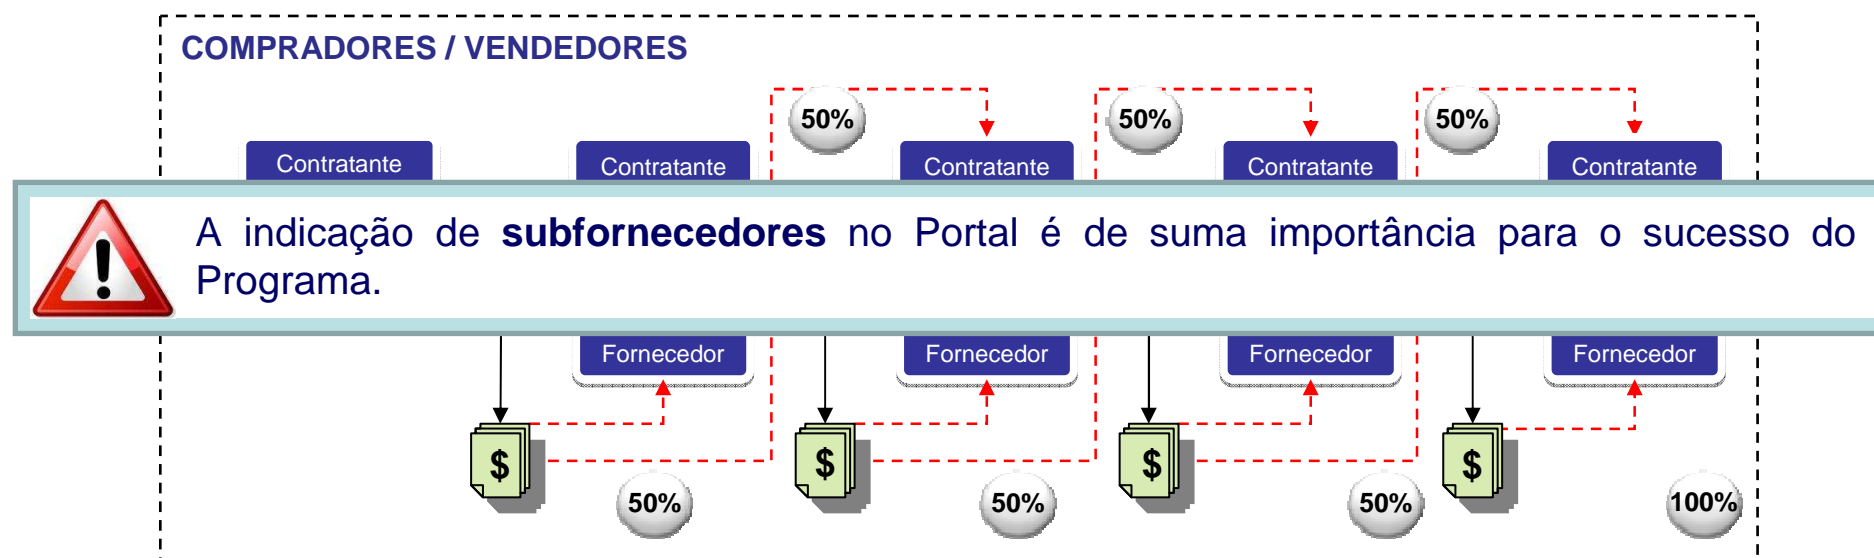 COMPRADORES / VENDEDORES
50% 50% 50%
Contratante Contratante Contratante Contratante Contratante
A indicação de subfornecedores no Portal é de suma importância para o sucesso do
Programa.
Fornecedor Fornecedor Fornecedor Fornecedor
$ $ $ $
50% 50% 50% 100%